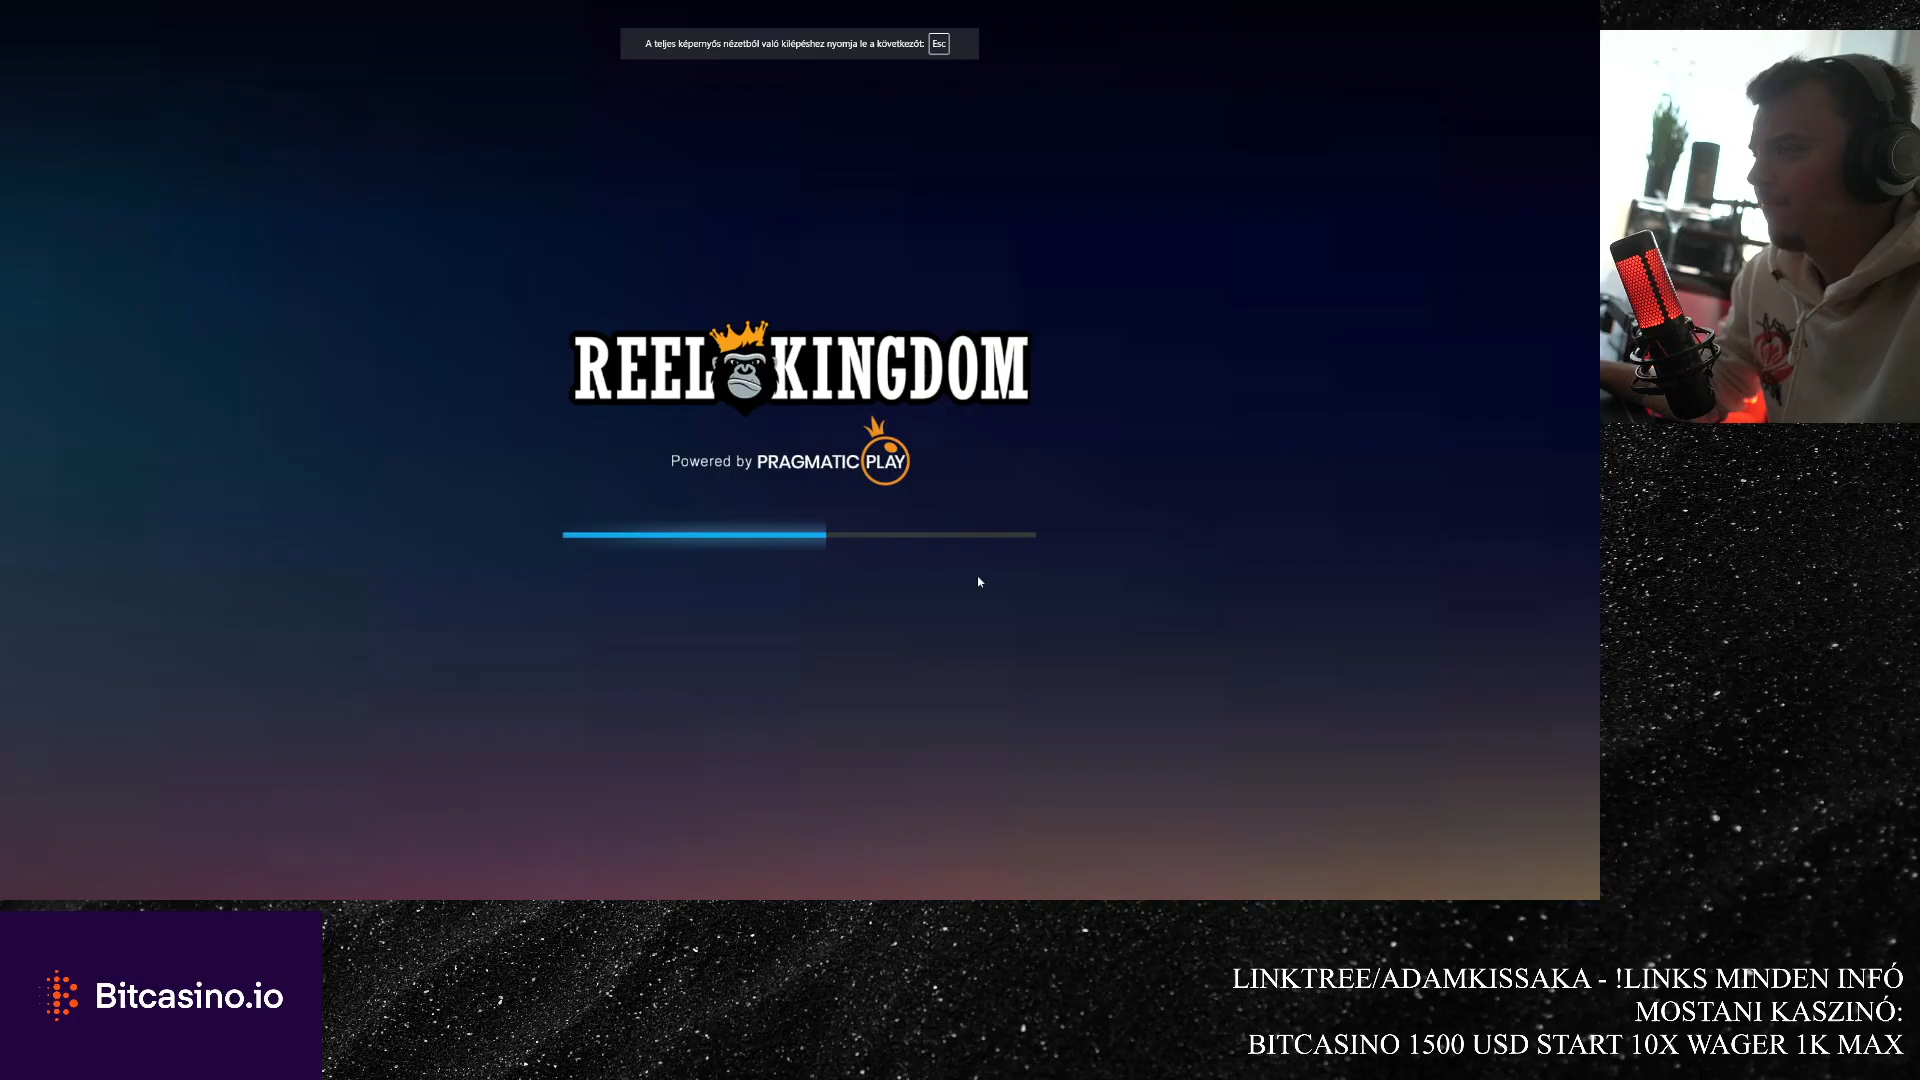 A teljes képernyős nézetből való kilépéshez nyomja le a következőt: Esc
REEL KINGDOM
Powered by PRAGMATIC PLAY
Bitcasino.io
LINKTREE/ADAMKISSAKA - !LINKS MINDEN INFÓ
MOSTANI KASZINÓ:
BITCASINO 1500 USD START 10X WAGER 1K MAX